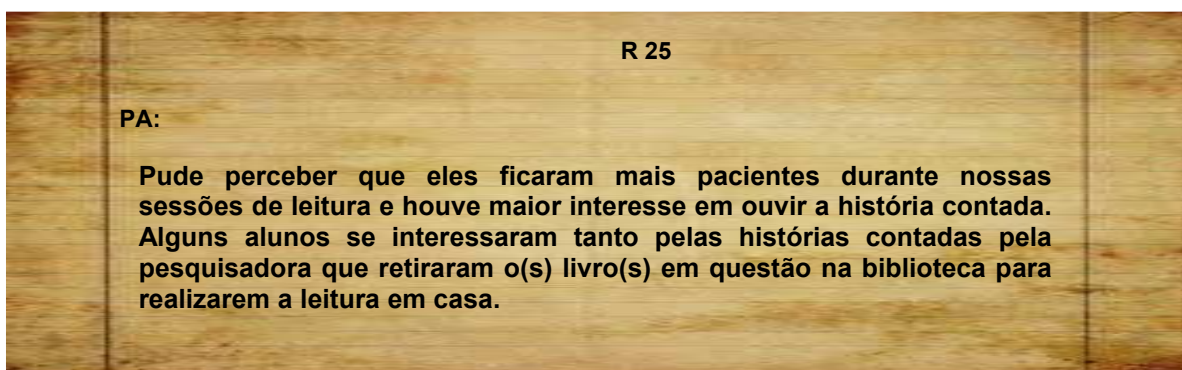 R 25
PA:
Pude perceber que eles ficaram mais pacientes durante nossas
sessões de leitura e houve maior interesse em ouvir a história contada.
Alguns alunos se interessaram tanto pelas histórias contadas pela
pesquisadora que retiraram o(s) livro(s) em questão na biblioteca para
realizarem a leitura em casa.